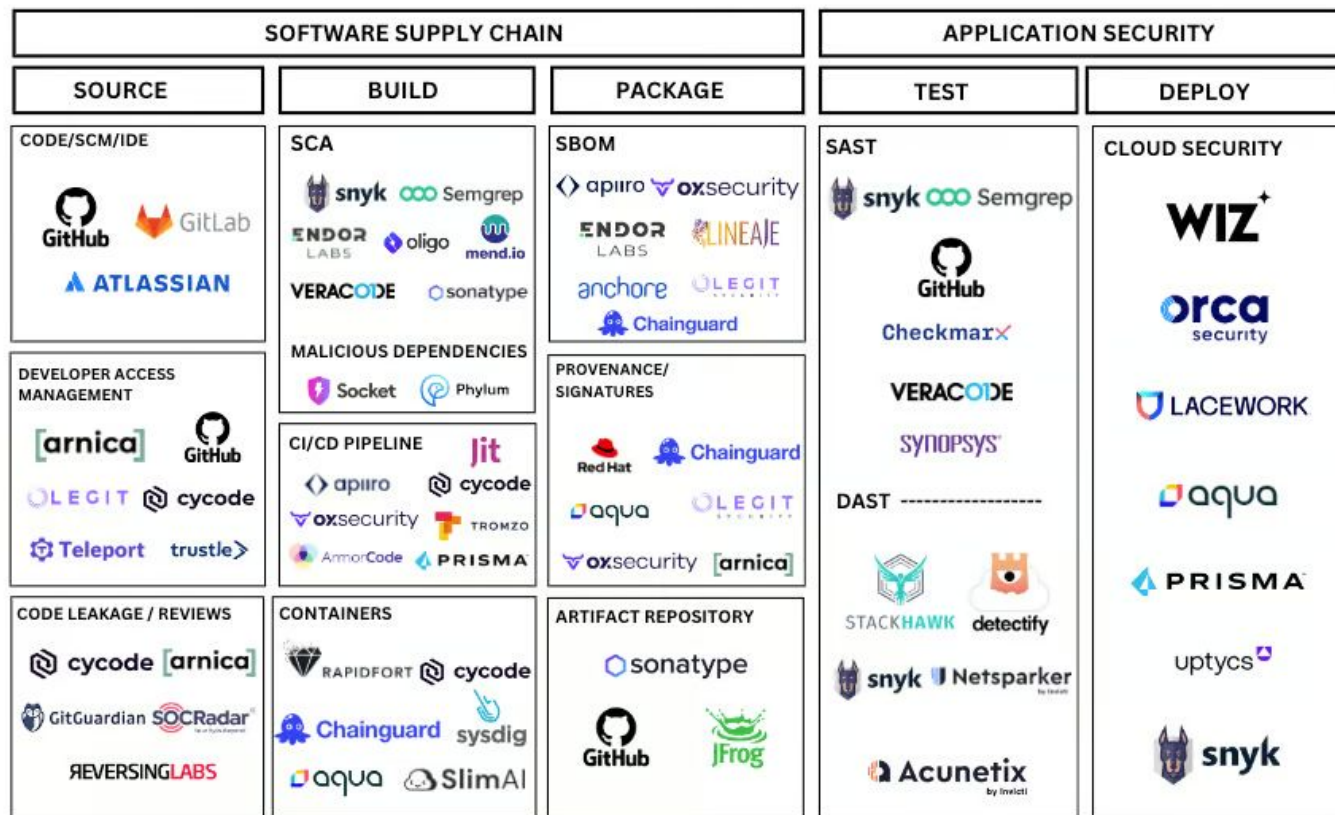 SOFTWARE SUPPLY CHAIN
APPLICATION SECURITY
SOURCE
BUILD
PACKAGE
TEST
DEPLOY
CODE/SCM/IDE
GitHub
GitLab
ATLASSIAN
DEVELOPER ACCESS
MANAGEMENT
[arnica]
GitHub
LEGIT
cycode
Teleport
trustle
CODE LEAKAGE / REVIEWS
cycode
[arnica]
GitGuardian
SOCRadar
REVERSINGLABS
SCA
snyk
Semgrep
ENDOR
LABS
oligo
mend.io
VERACODE
sonatype
MALICIOUS DEPENDENCIES
Socket
Phylum
CI/CD PIPELINE
Jit
apiiro
cycode
oxsecurity
TROMZO
ArmorCode
PRISMA
CONTAINERS
RAPIDFORT
cycode
Chainguard
sysdig
aqua
SlimAI
SBOM
apiiro
oxsecurity
ENDOR
LABS
LINEAJE
anchore
LEGIT
SECURITY
Chainguard
PROVENANCE/
SIGNATURES
Red Hat
Chainguard
aqua
LEGIT
SECURITY
oxsecurity
[arnica]
ARTIFACT REPOSITORY
sonatype
GitHub
JFrog
SAST
snyk
Semgrep
GitHub
Checkmarx
VERACODE
SYNOPSYS
DAST ------------------
STACKHAWK
detectify
snyk
Netsparker
by Invicti
Acunetix
by Invicti
CLOUD SECURITY
WIZ
orca
security
LACEWORK
aqua
PRISMA
uptycs
snyk